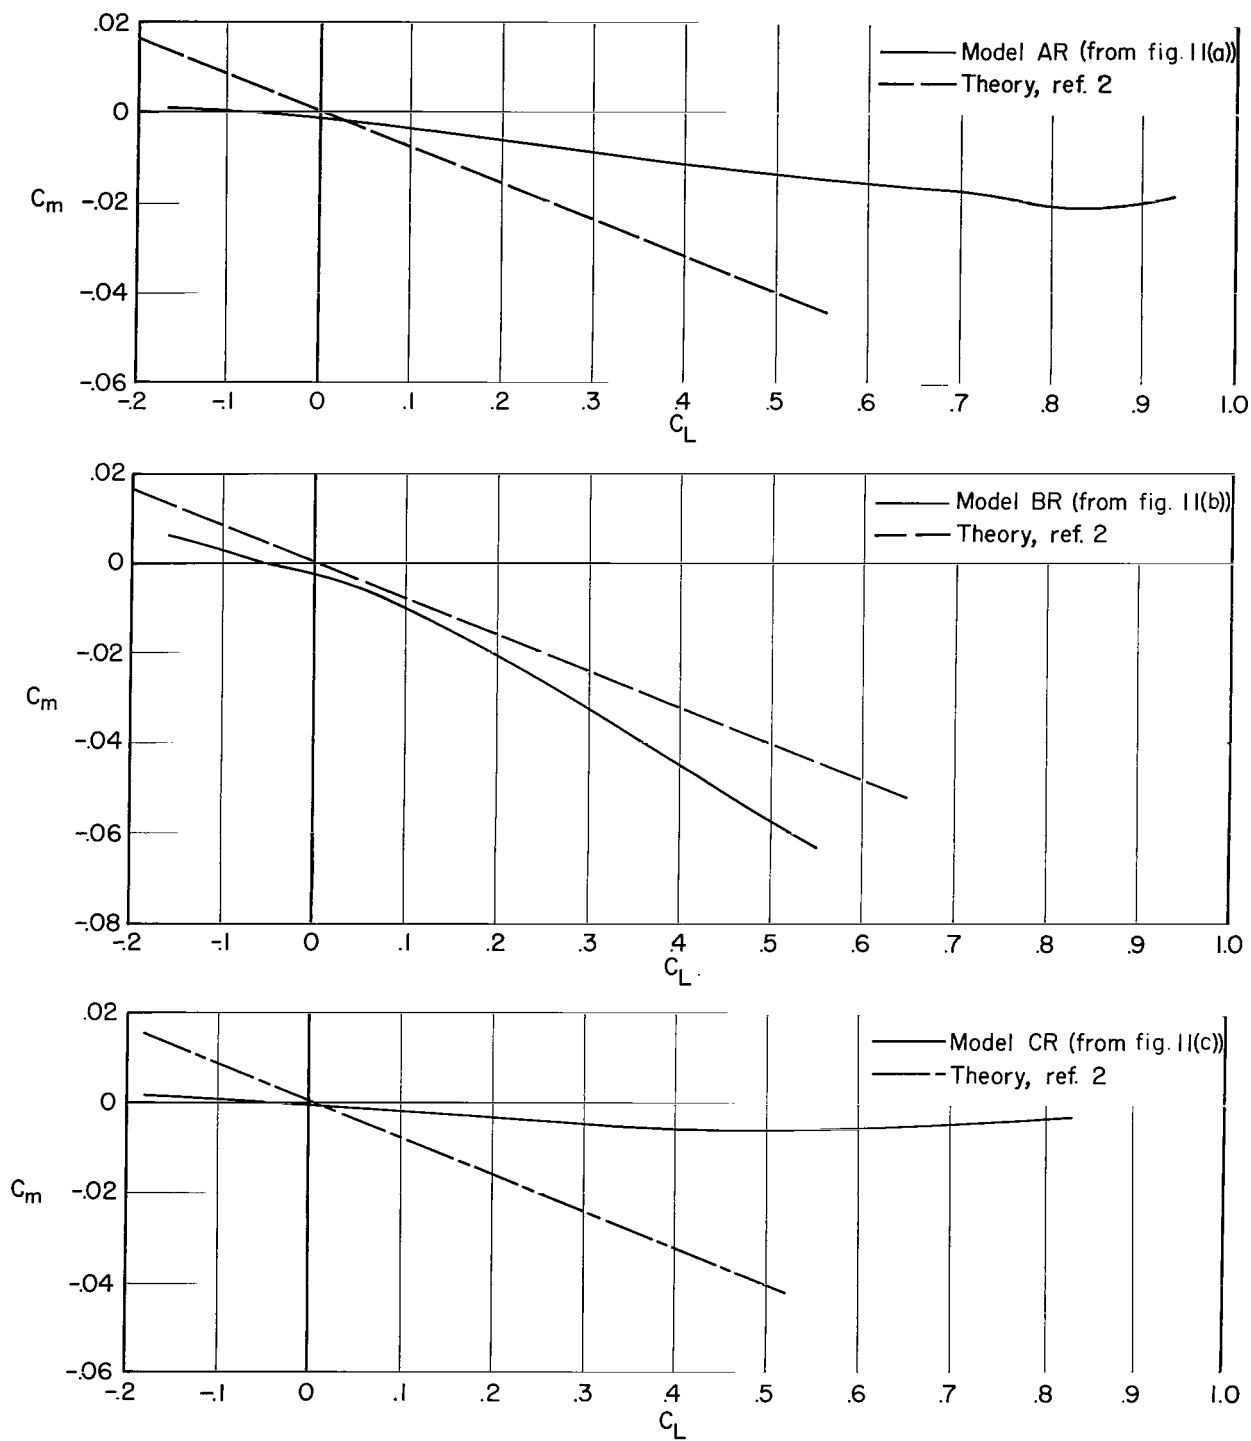 .02
Model AR (from fig. 11(a))
Theory, ref. 2
0
Cm -.02
-.04
-.06
-.2 -.1 0 .1 .2 .3 .4 .5 .6 .7 .8 .9 1.0
CL
.02
Model BR (from fig. 11(b))
Theory, ref. 2
0
-.02
Cm
-.04
-.06
-.08
-.2 -.1 0 .1 .2 .3 .4 .5 .6 .7 .8 .9 1.0
CL
.02
Model CR (from fig. 11(c))
Theory, ref. 2
0
Cm -.02
-.04
-.06
-.2 -.1 0 .1 .2 .3 .4 .5 .6 .7 .8 .9 1.0
CL